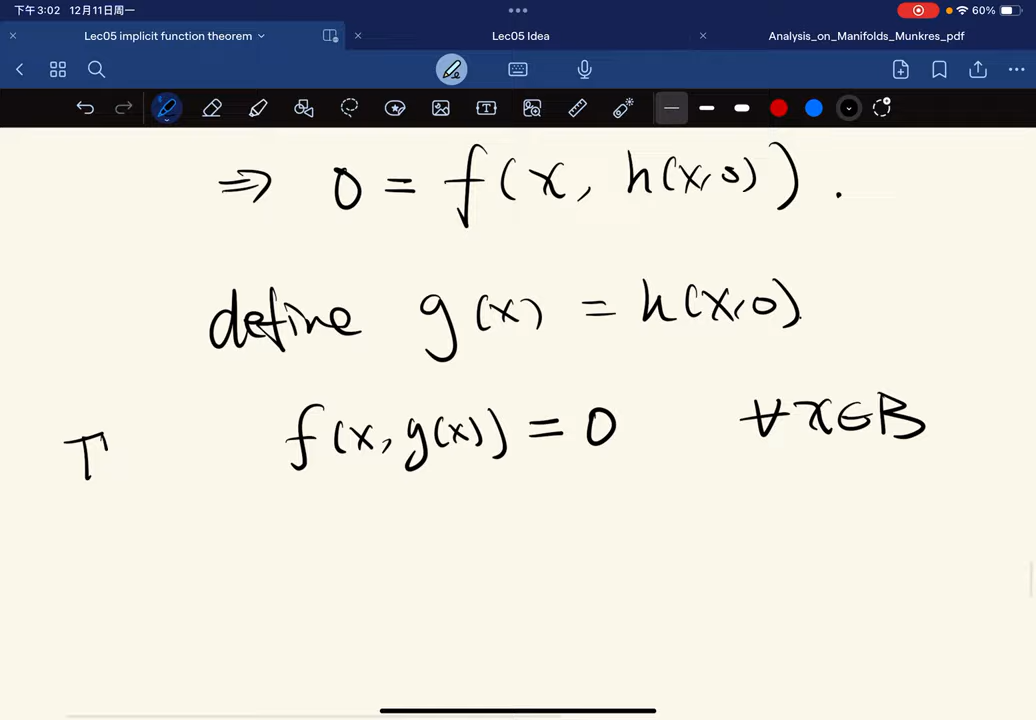 下午3:02 12月11日周一
60%
Lec05 implicit function theorem
Lec05 Idea
Analysis_on_Manifolds_Munkres_pdf
⇒ 0 = f(x, h(x,0)).
define g(x) = h(x,0)
f(x, g(x)) = 0 ∀x∈B
T